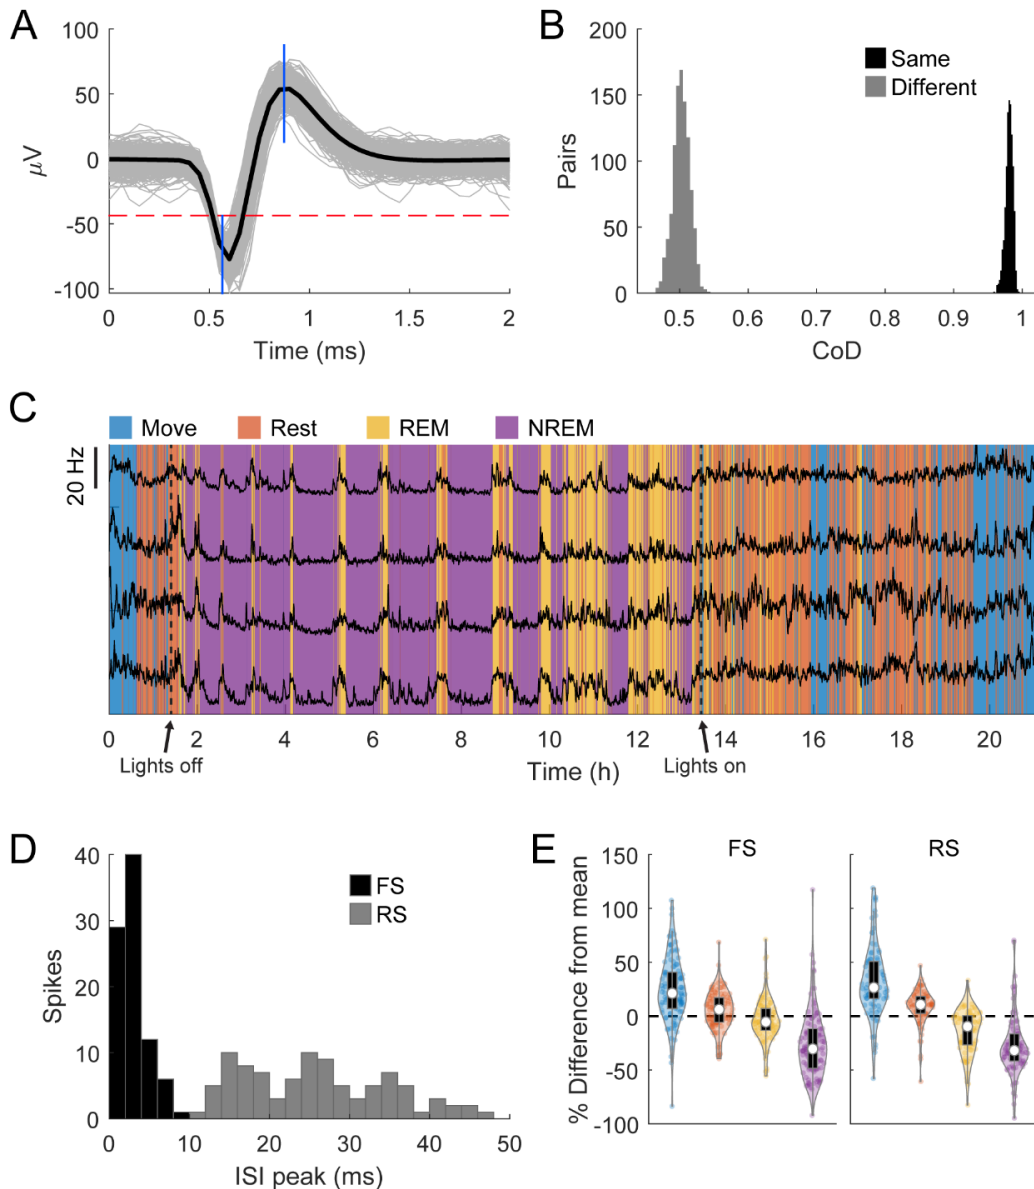 A
100
50
0
-50
-100
μV
0
0.5
1
1.5
2
Time (ms)
B
200
150
100
50
0
Pairs
Same
Different
0.5
0.6
0.7
0.8
0.9
1
CoD
C
Move
Rest
REM
NREM
20 Hz
0
2
4
6
8
10
12
14
16
18
20
Lights off
Time (h)
Lights on
D
40
30
20
10
0
Spikes
FS
RS
0
10
20
30
40
50
ISI peak (ms)
E
FS
RS
% Difference from mean
150
100
50
0
-50
-100